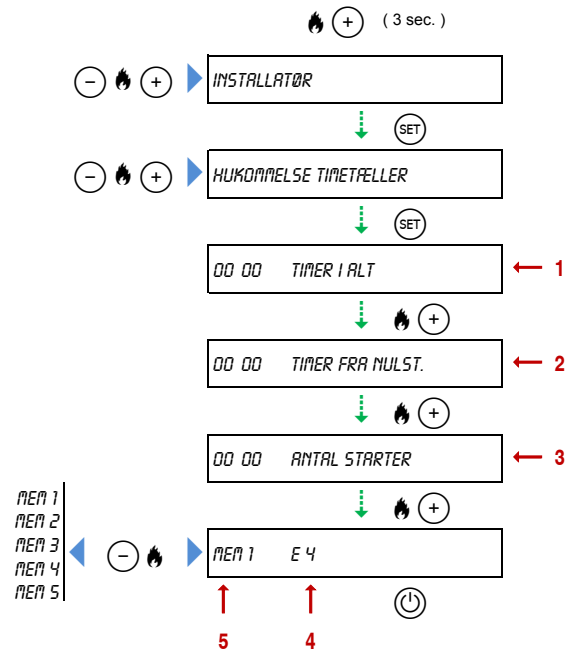 + ( 3 sec. )
- + INSTALLATØR
SET
- + HUKOMMELSE TIMETÆLLER
SET
00 00 TIMER I ALT 1
+
00 00 TIMER FRA NULST. 2
+
00 00 ANTAL STARTER 3
+
MEM 1
MEM 2
MEM 3
MEM 4
MEM 5
- MEM 1 E 4
5 4